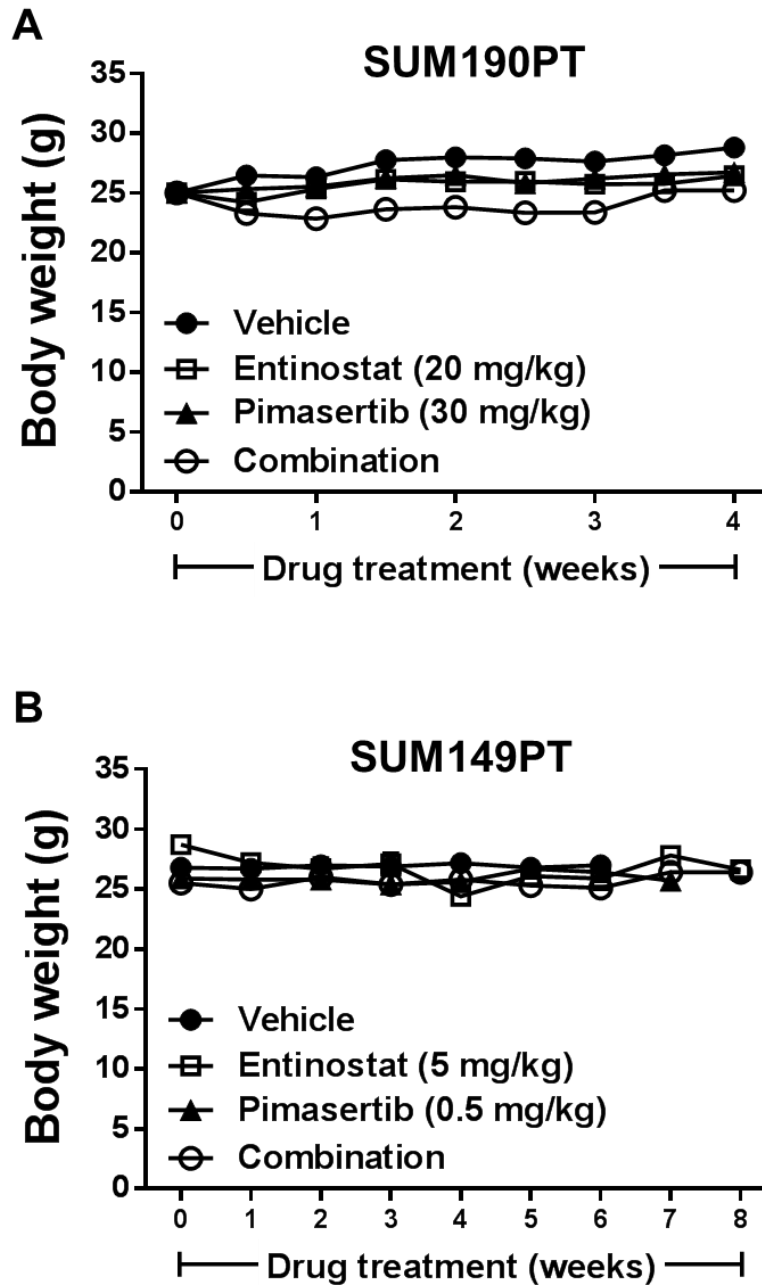 A
SUM190PT
Body weight (g)
35
30
25
20
15
10
5
0
Vehicle
Entinostat (20 mg/kg)
Pimasertib (30 mg/kg)
Combination
0 1 2 3 4
Drug treatment (weeks)
B
SUM149PT
Body weight (g)
35
30
25
20
15
10
5
0
Vehicle
Entinostat (5 mg/kg)
Pimasertib (0.5 mg/kg)
Combination
0 1 2 3 4 5 6 7 8
Drug treatment (weeks)